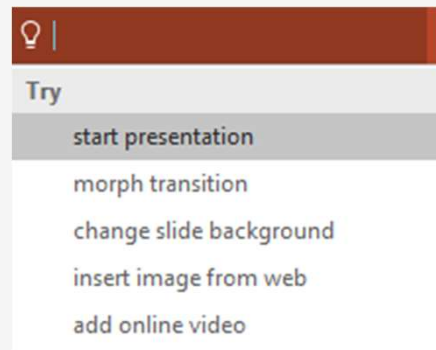 Try
start presentation
morph transition
change slide background
insert image from web
add online video